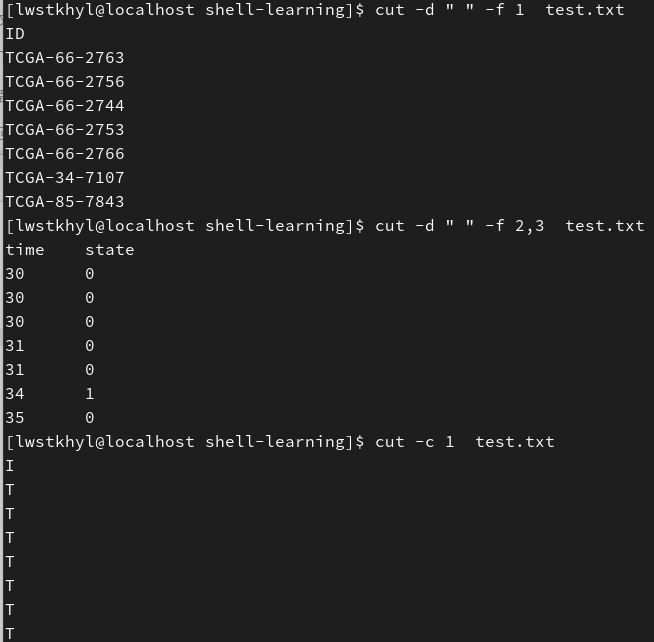 [lwstkhyl@localhost shell-learning]$ cut -d " " -f 1  test.txt
ID
TCGA-66-2763
TCGA-66-2756
TCGA-66-2744
TCGA-66-2753
TCGA-66-2766
TCGA-34-7107
TCGA-85-7843
[lwstkhyl@localhost shell-learning]$ cut -d " " -f 2,3  test.txt
time    state
30      0
30      0
30      0
31      0
31      0
34      1
35      0
[lwstkhyl@localhost shell-learning]$ cut -c 1  test.txt
I
T
T
T
T
T
T
T